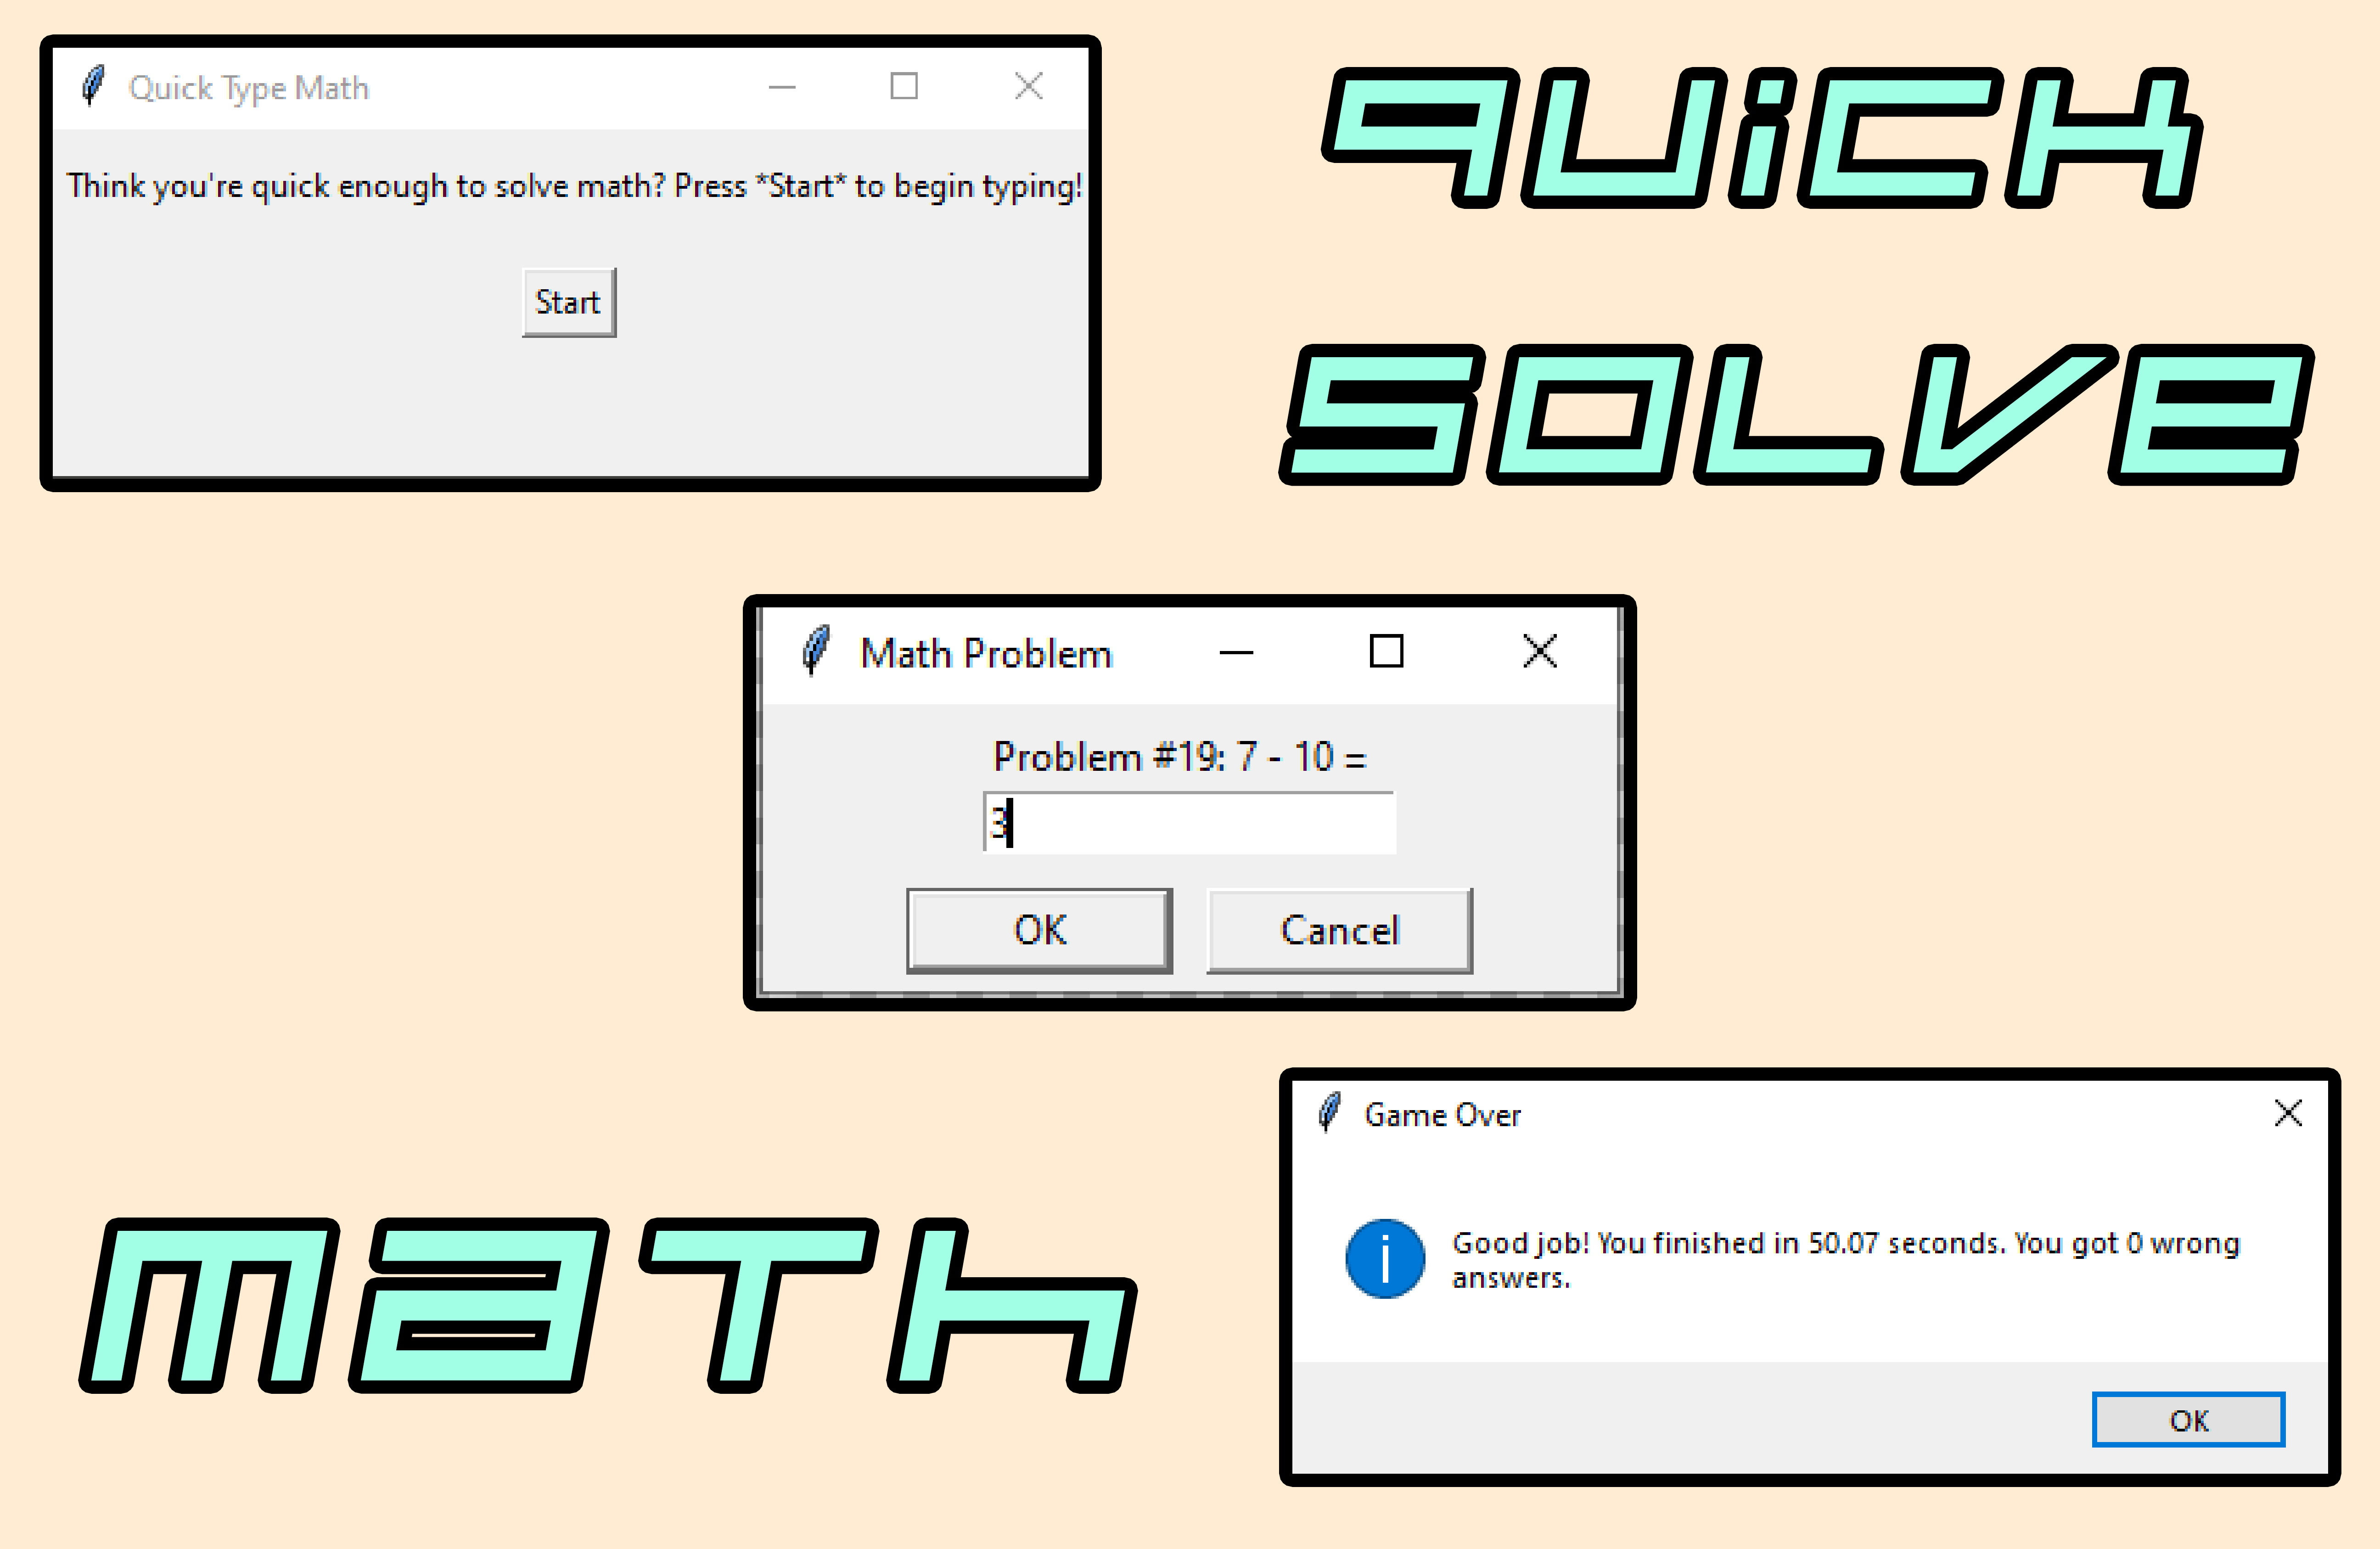 Quick Type Math
Think you're quick enough to solve math? Press *Start* to begin typing!
Start
QUiCK
SOLVe
Math Problem
Problem #19: 7 - 10 =
3
OK
Cancel
MaTh
Game Over
i
Good job! You finished in 50.07 seconds. You got 0 wrong
answers.
OK